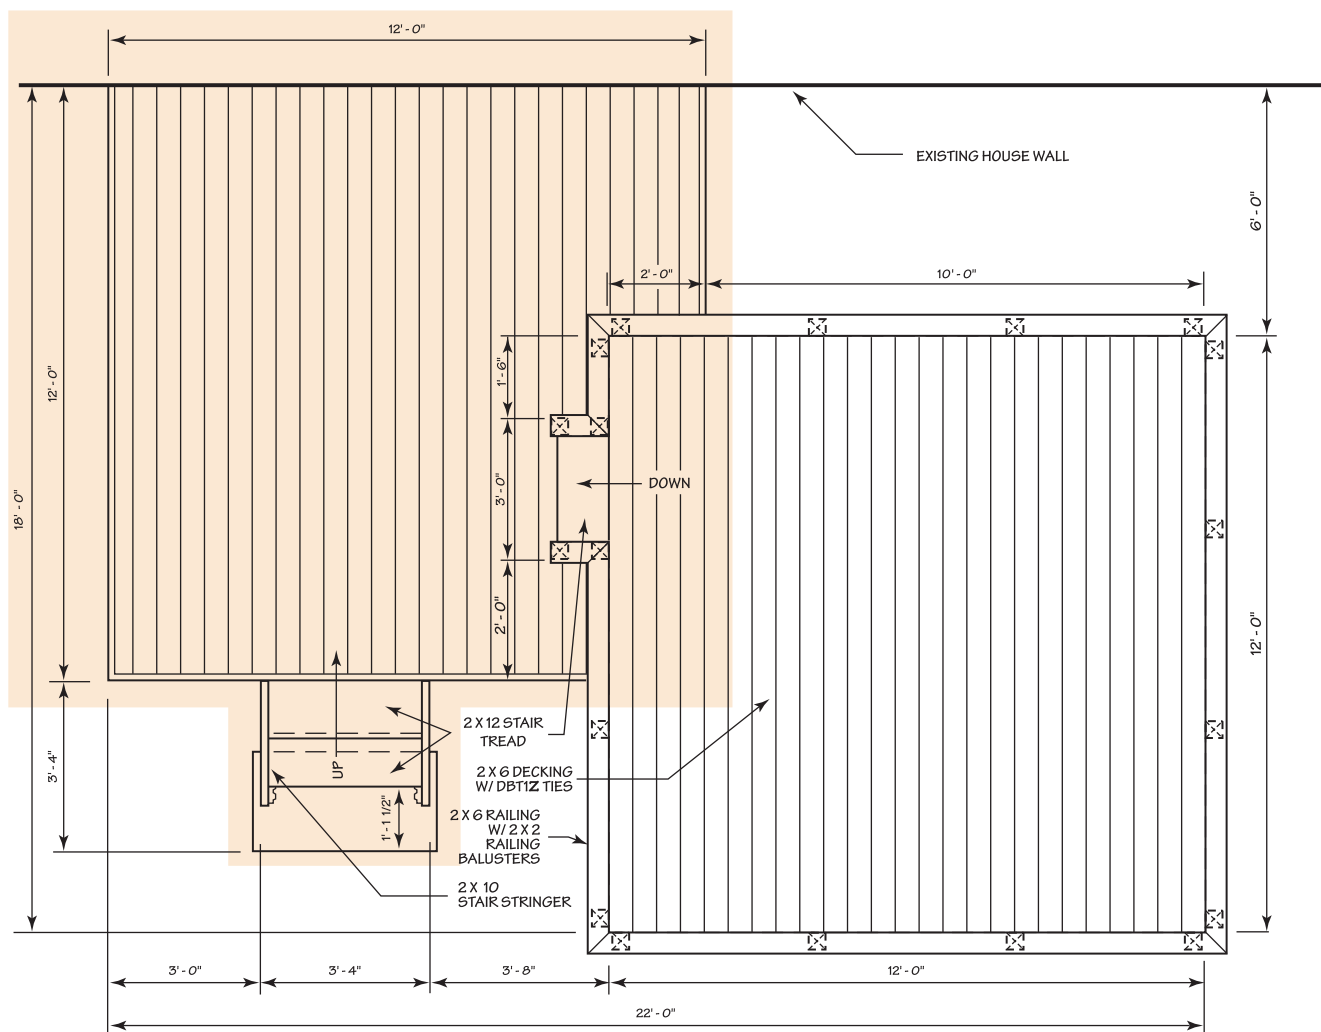 12' - 0"
EXISTING HOUSE WALL
6' - 0"
2' - 0"
10' - 0"
12' - 0"
1' - 6"
18' - 0"
3' - 0"
DOWN
2' - 0"
12' - 0"
2 X 12 STAIR
TREAD
3' - 4"
UP
2 X 6 DECKING
W/ DBT1Z TIES
1' - 1 1/2"
2 X 6 RAILING
W/ 2 X 2
RAILING
BALUSTERS
2 X 10
STAIR STRINGER
3' - 0"
3' - 4"
3' - 8"
12' - 0"
22' - 0"